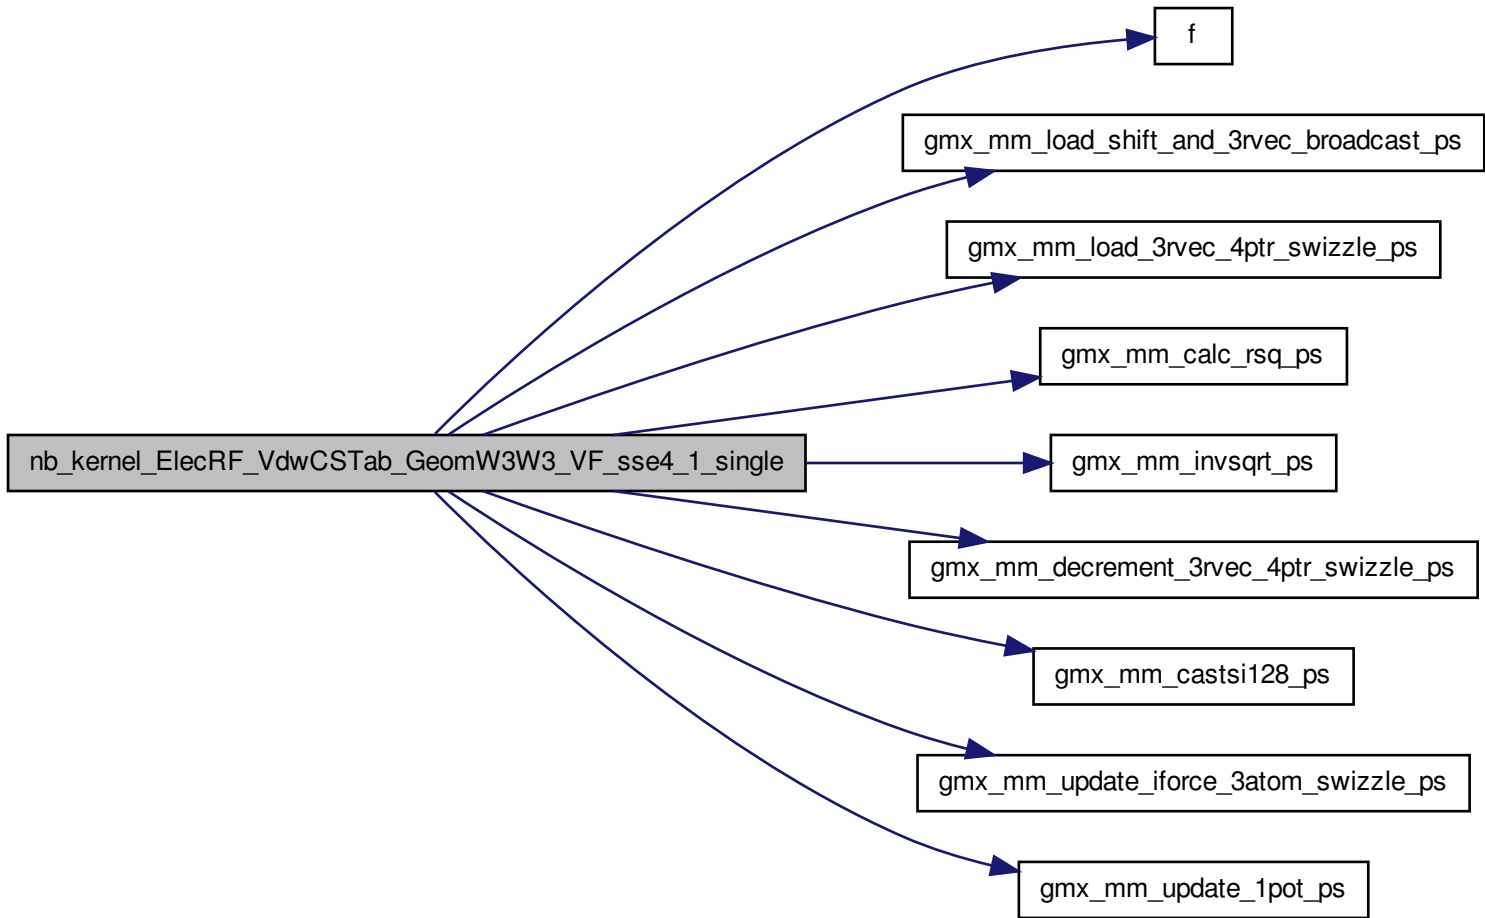 f
gmx_mm_load_shift_and_3rvec_broadcast_ps
gmx_mm_load_3rvec_4ptr_swizzle_ps
gmx_mm_calc_rsq_ps
nb_kernel_ElecRF_VdwCSTab_GeomW3W3_VF_sse4_1_single
gmx_mm_invsqrt_ps
gmx_mm_decrement_3rvec_4ptr_swizzle_ps
gmx_mm_castsi128_ps
gmx_mm_update_iforce_3atom_swizzle_ps
gmx_mm_update_1pot_ps